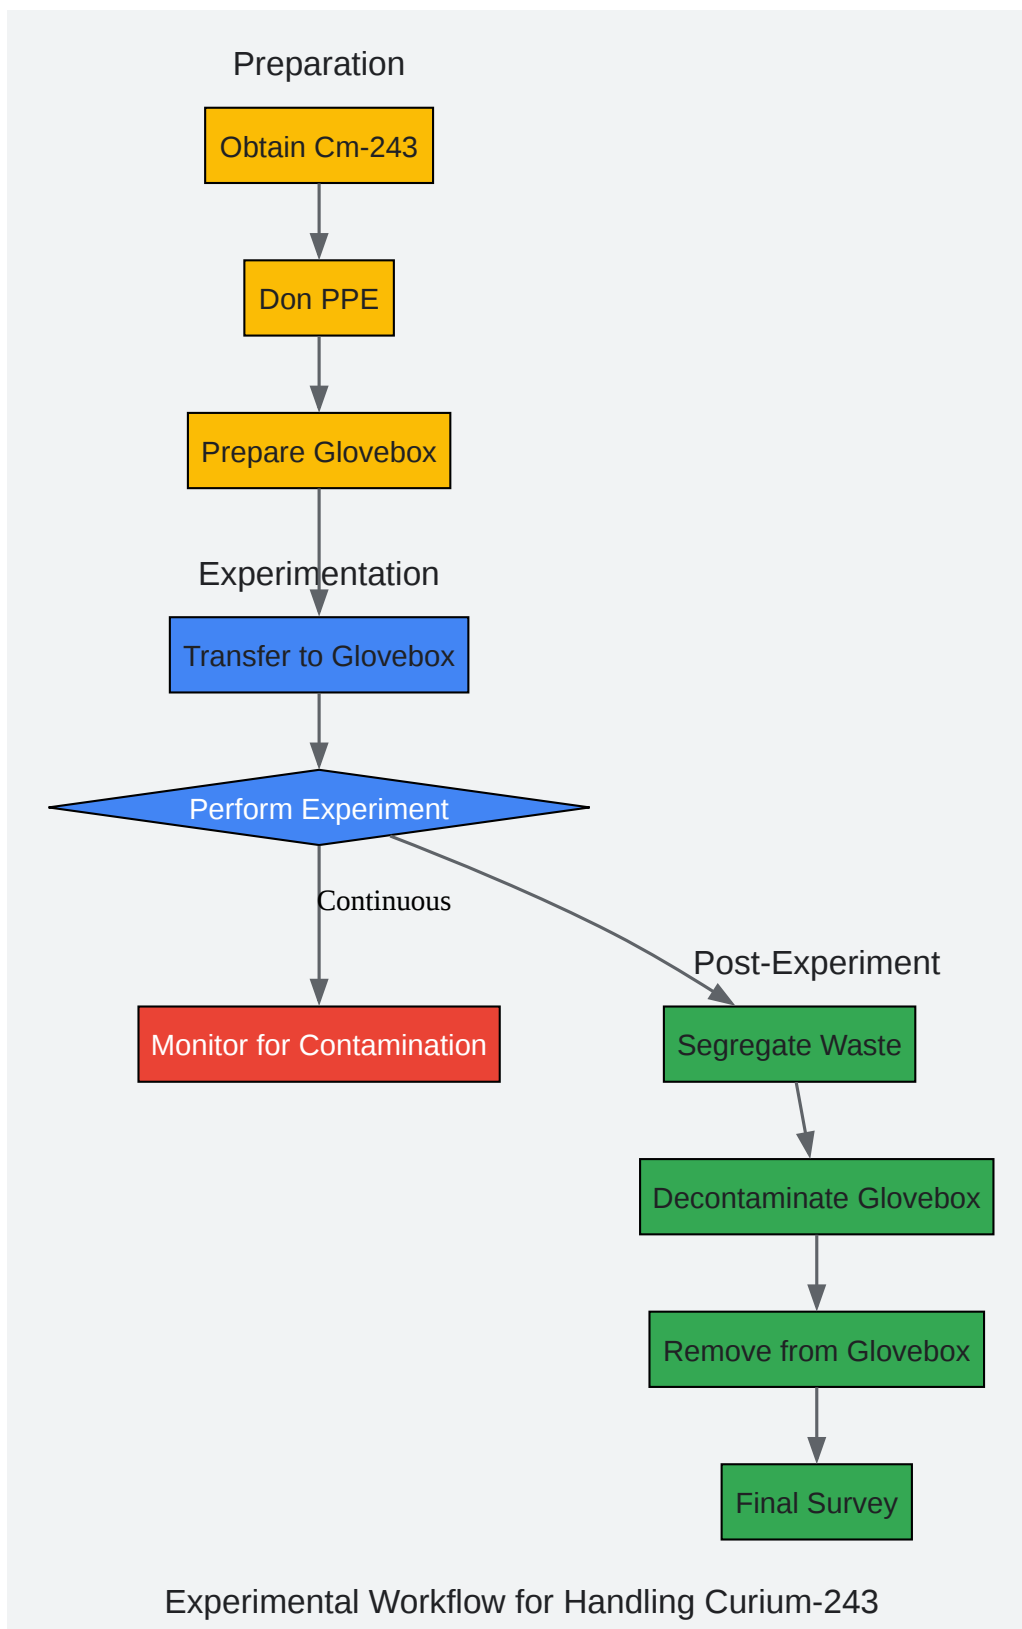 Preparation
Obtain Cm-243
Don PPE
Prepare Glovebox
Experimentation
Transfer to Glovebox
Perform Experiment
Continuous
Monitor for Contamination
Post-Experiment
Segregate Waste
Decontaminate Glovebox
Remove from Glovebox
Final Survey
Experimental Workflow for Handling Curium-243